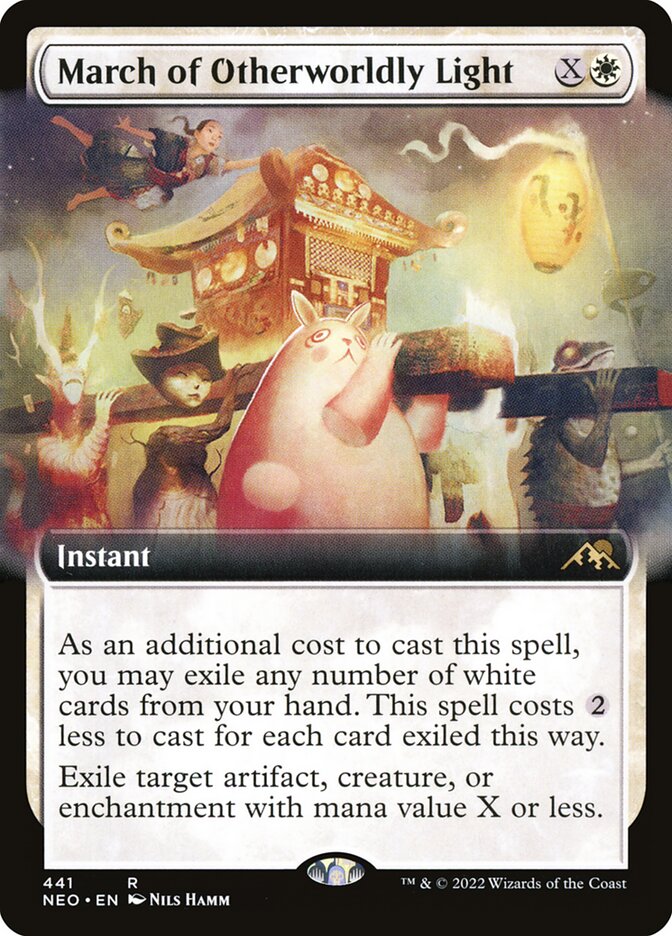 March of Otherworldly Light X
Instant
As an additional cost to cast this spell,
you may exile any number of white
cards from your hand. This spell costs 2
less to cast for each card exiled this way.
Exile target artifact, creature, or
enchantment with mana value X or less.
441 R
NEO • EN Nils Hamm
™ & © 2022 Wizards of the Coast